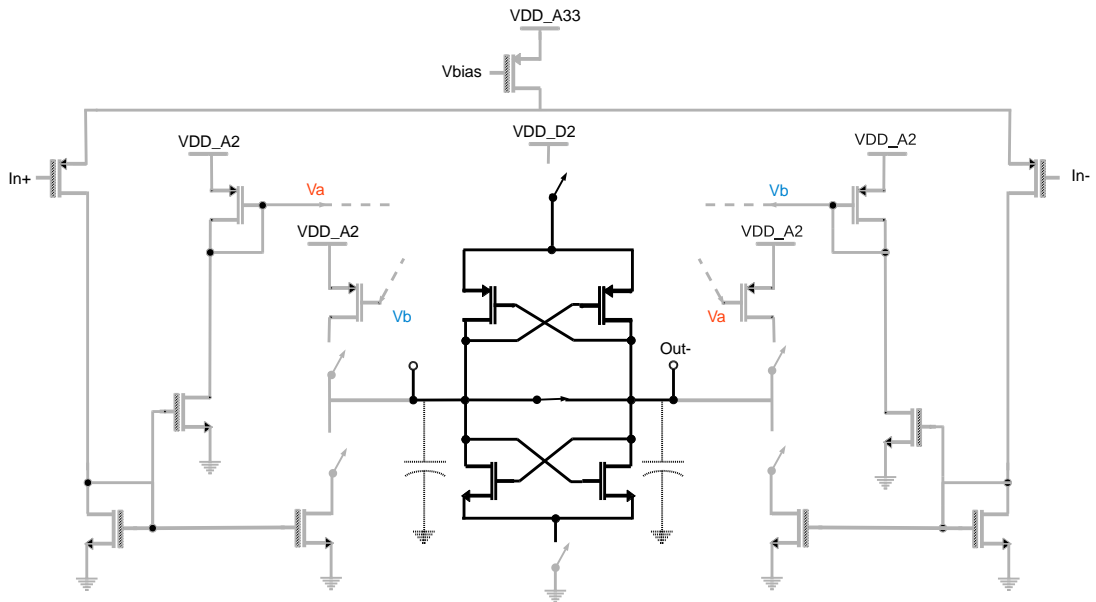 VDD_A33
Vbias
VDD_D2
VDD_A2
VDD_A2
In+
In-
Va
Vb
VDD_A2
VDD_A2
Vb
Va
Out-